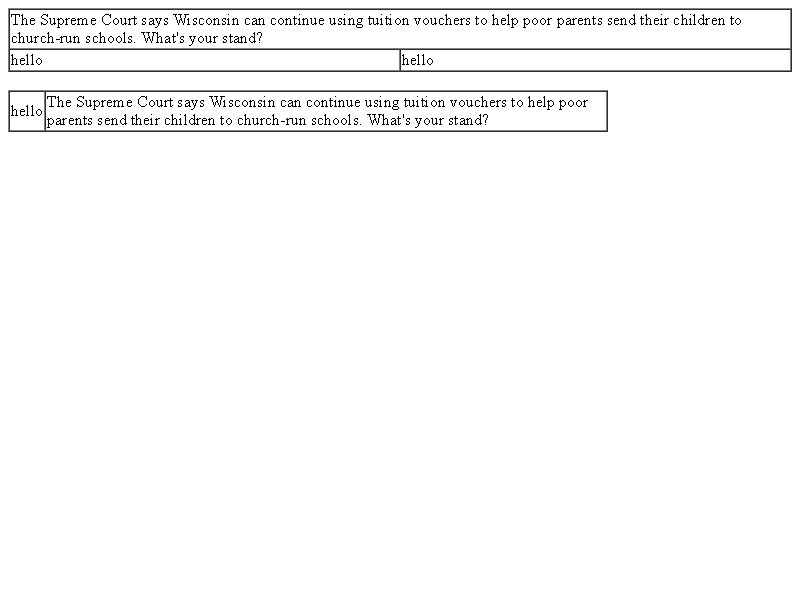 The Supreme Court says Wisconsin can continue using tuition vouchers to help poor parents send their children to
church-run schools. What's your stand?
hello hello
hello The Supreme Court says Wisconsin can continue using tuition vouchers to help poor
parents send their children to church-run schools. What's your stand?